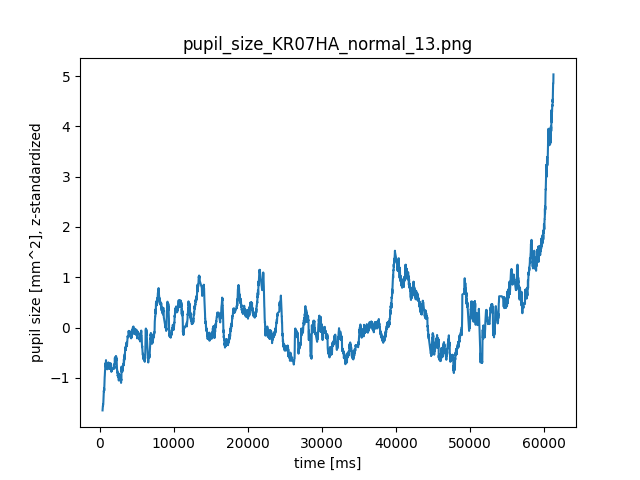 pupil_size_KR07HA_normal_13.png
pupil size [mm^2], z-standardized
5
4
3
2
1
0
−1
0 10000 20000 30000 40000 50000 60000
time [ms]